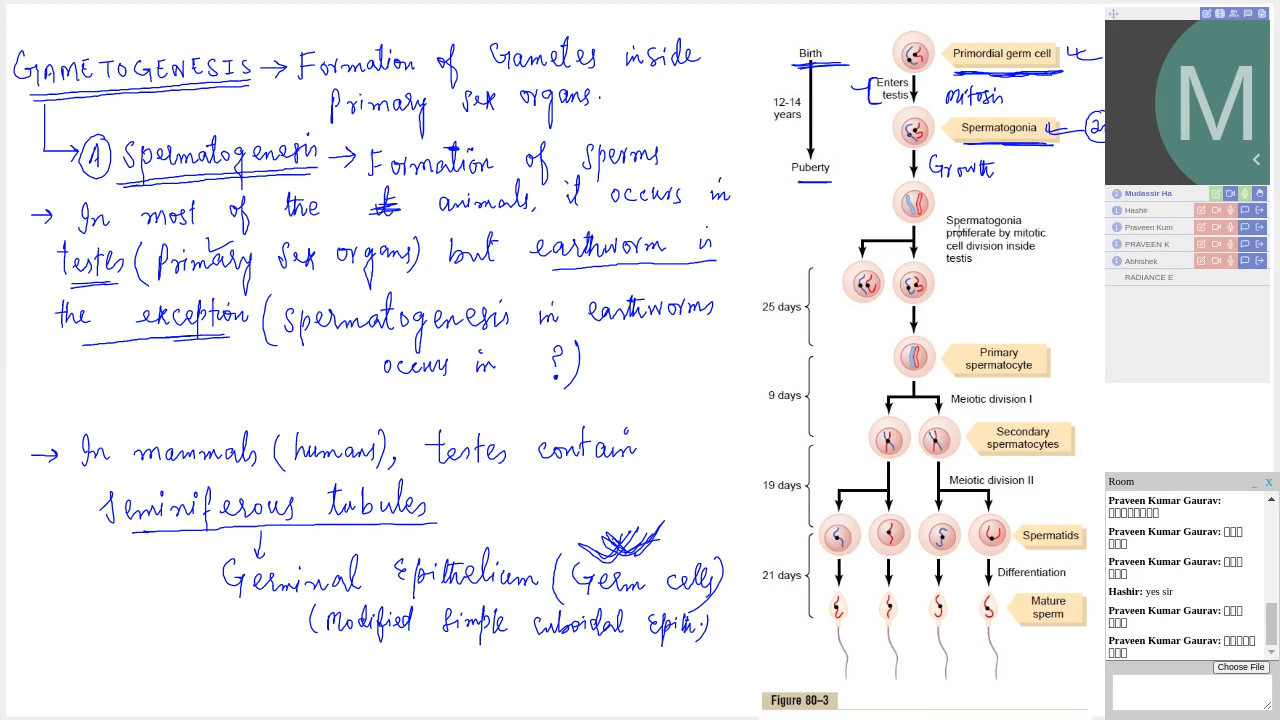 GAMETOGENESIS → Formation of Gametes inside
Primary Sex organs.
① Spermatogenesis → Formation of sperms
→ In most of the animals, it occurs in
testes (Primary Sex organs) but earthworm is
the exception (Spermatogenesis in earthworms
occurs in ?)
→ In mammals (humans), testes contain
Seminiferous tubules
Germinal Epithelium (Germ cells)
(Modified Simple cuboidal Epith.)
Birth
12-14
years
Puberty
25 days
9 days
19 days
21 days
Primordial germ cell
Enters
testis
Mitosis
Spermatogonia
2n
Growth
Spermatogonia
proliferate by mitotic
cell division inside
testis
Primary
spermatocyte
Meiotic division I
Secondary
spermatocytes
Meiotic division II
Spermatids
Differentiation
Mature
sperm
Figure 80–3
M
2 Mudassir Ha
1 Hashir
1 Praveen Kum
1 PRAVEEN K
1 Abhishek
RADIANCE E
Room _ X
Praveen Kumar Gaurav:
Praveen Kumar Gaurav:
Praveen Kumar Gaurav:
Hashir: yes sir
Praveen Kumar Gaurav:
Praveen Kumar Gaurav:
Choose File